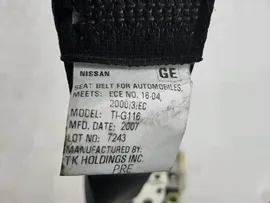 NISSAN GE
SEAT BELT FOR AUTOMOBILES,
MEETS: ECE NO. 16·04,
2000/3/EC
MODEL: TI-G116
MFD. DATE: 2007
LOT NO: 7243
MANUFACTURED BY
TK HOLDINGS INC.
PRE